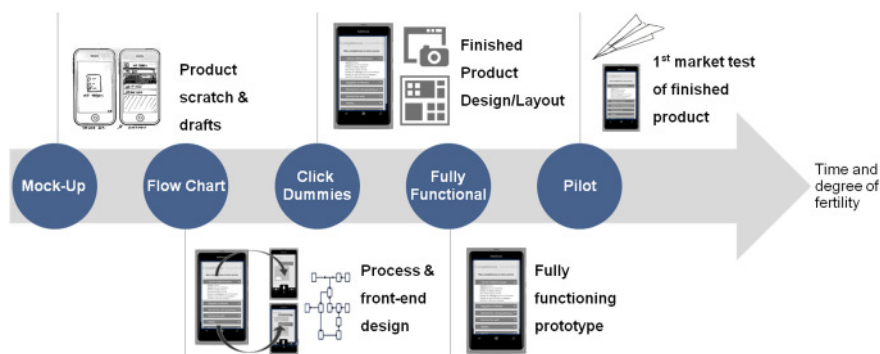 Product
scratch &
drafts
Finished
Product
Design/Layout
1st market test
of finished
product
Mock-Up
Flow Chart
Click
Dummies
Fully
Functional
Pilot
Time and
degree of
fertility
Process &
front-end
design
Fully
functioning
prototype